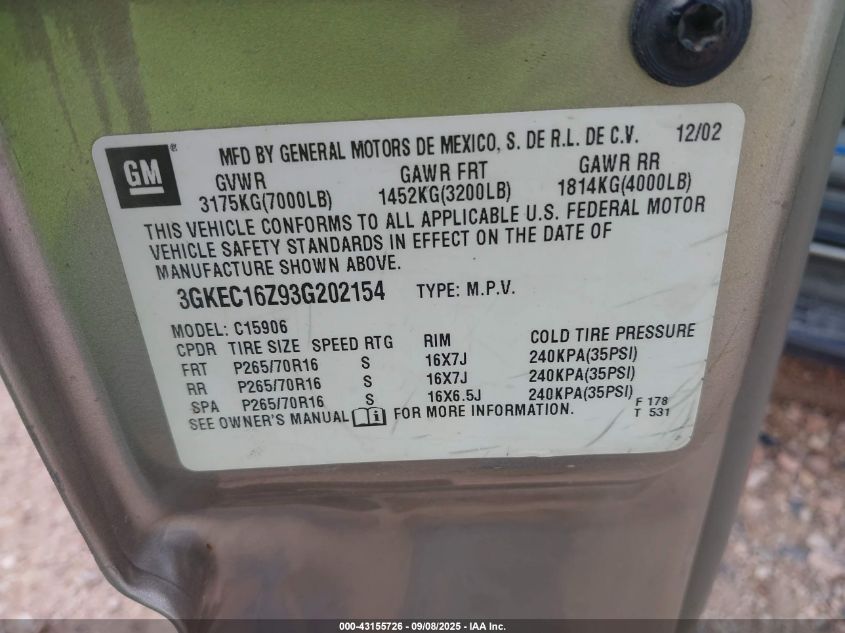 GM ® MFD BY GENERAL MOTORS DE MEXICO, S. DE R.L. DE C.V. 12/02
GVWR GAWR FRT GAWR RR
3175KG(7000LB) 1452KG(3200LB) 1814KG(4000LB)
THIS VEHICLE CONFORMS TO ALL APPLICABLE U.S. FEDERAL MOTOR
VEHICLE SAFETY STANDARDS IN EFFECT ON THE DATE OF
MANUFACTURE SHOWN ABOVE.
3GKEC16Z93G202154 TYPE: M.P.V.
MODEL: C15906
CPDR TIRE SIZE SPEED RTG RIM COLD TIRE PRESSURE
FRT P265/70R16 S 16X7J 240KPA(35PSI)
RR P265/70R16 S 16X7J 240KPA(35PSI)
SPA P265/70R16 S 16X6.5J 240KPA(35PSI)
SEE OWNER'S MANUAL i FOR MORE INFORMATION. F 178
T 531
000-43155726 - 09/08/2025 - IAA Inc.